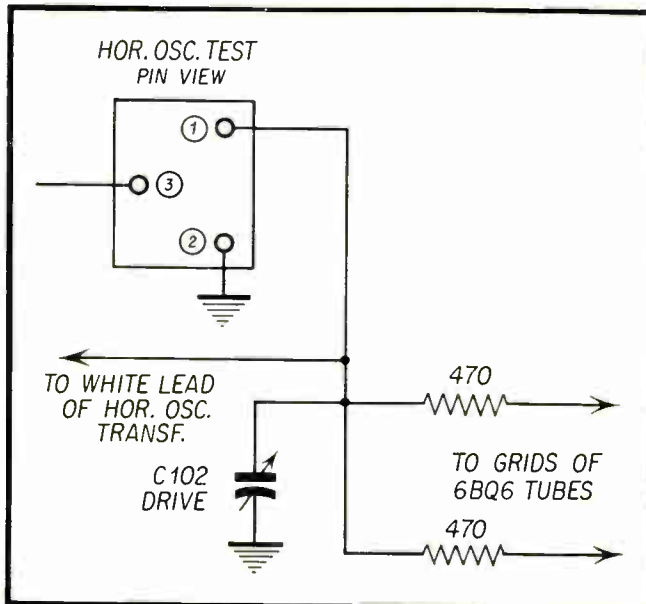 HOR. OSC. TEST
PIN VIEW
1
3
2
TO WHITE LEAD
OF HOR. OSC.
TRANSF.
470
C102
DRIVE
TO GRIDS OF
6BQ6 TUBES
470